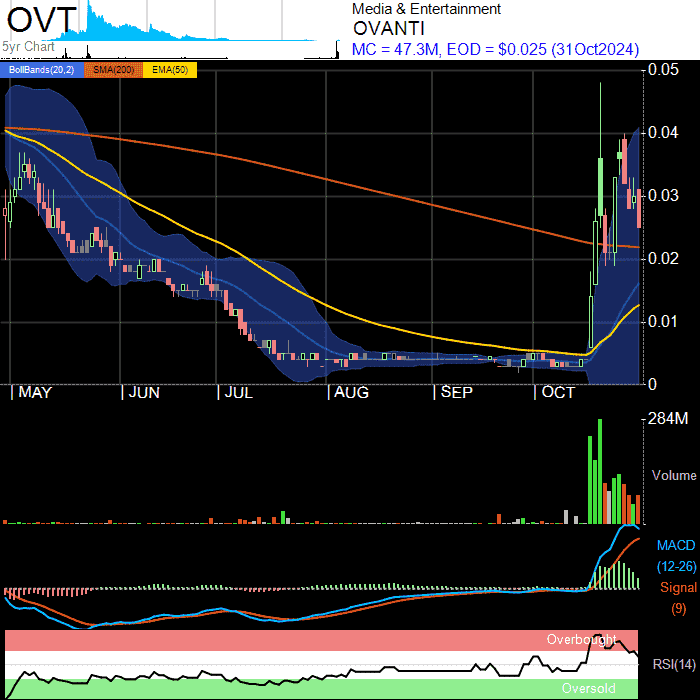 OVT
5yr Chart
Media & Entertainment
OVANTI
MC = 47.3M, EOD = $0.025 (31Oct2024)
BollBands(20,2) SMA(200) EMA(50)
0.05
0.04
0.03
0.02
0.01
0
MAY JUN JUL AUG SEP OCT
284M
Volume
MACD
(12-26)
Signal
(9)
Overbought
RSI(14)
Oversold